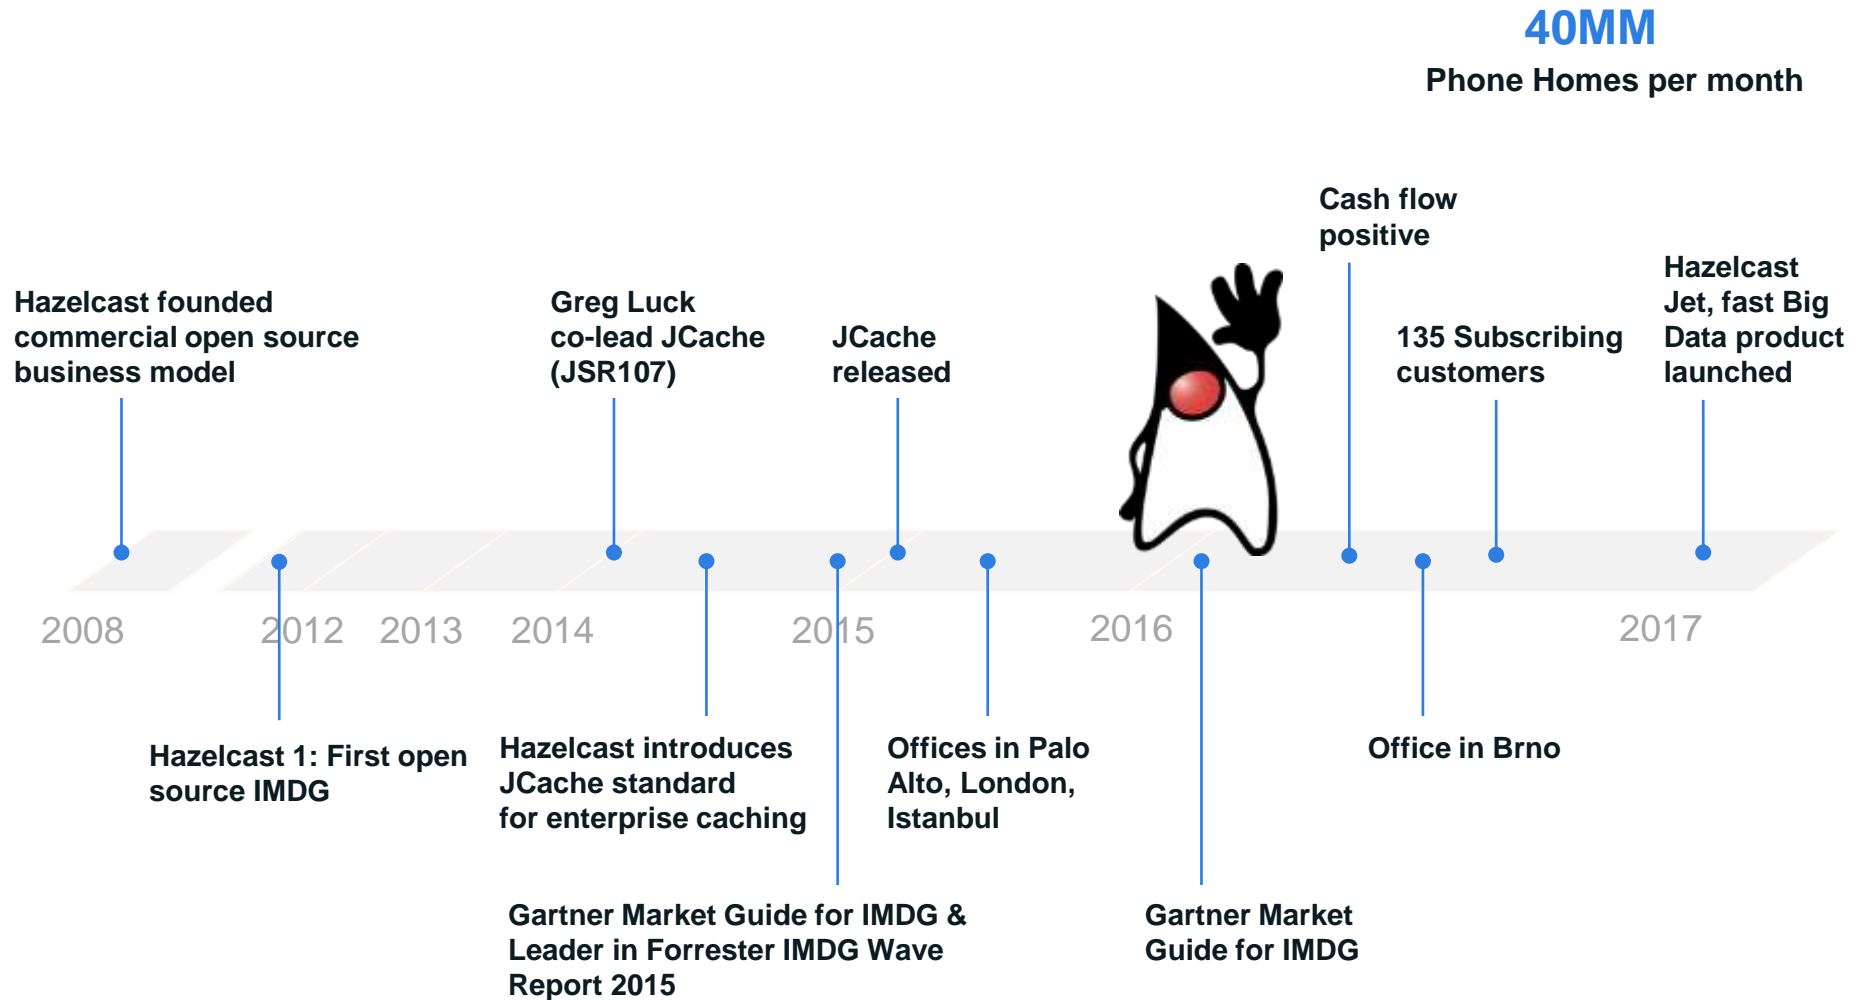 40MM
Phone Homes per month
Cash flow
positive
Hazelcast founded
commercial open source
business model
Greg Luck
co-lead JCache
(JSR107)
JCache
released
135 Subscribing
customers
Hazelcast
Jet, fast Big
Data product
launched
2008
2012
2013
2014
2015
2016
2017
Hazelcast 1: First open
source IMDG
Hazelcast introduces
JCache standard
for enterprise caching
Offices in Palo
Alto, London,
Istanbul
Office in Brno
Gartner Market Guide for IMDG &
Leader in Forrester IMDG Wave
Report 2015
Gartner Market
Guide for IMDG